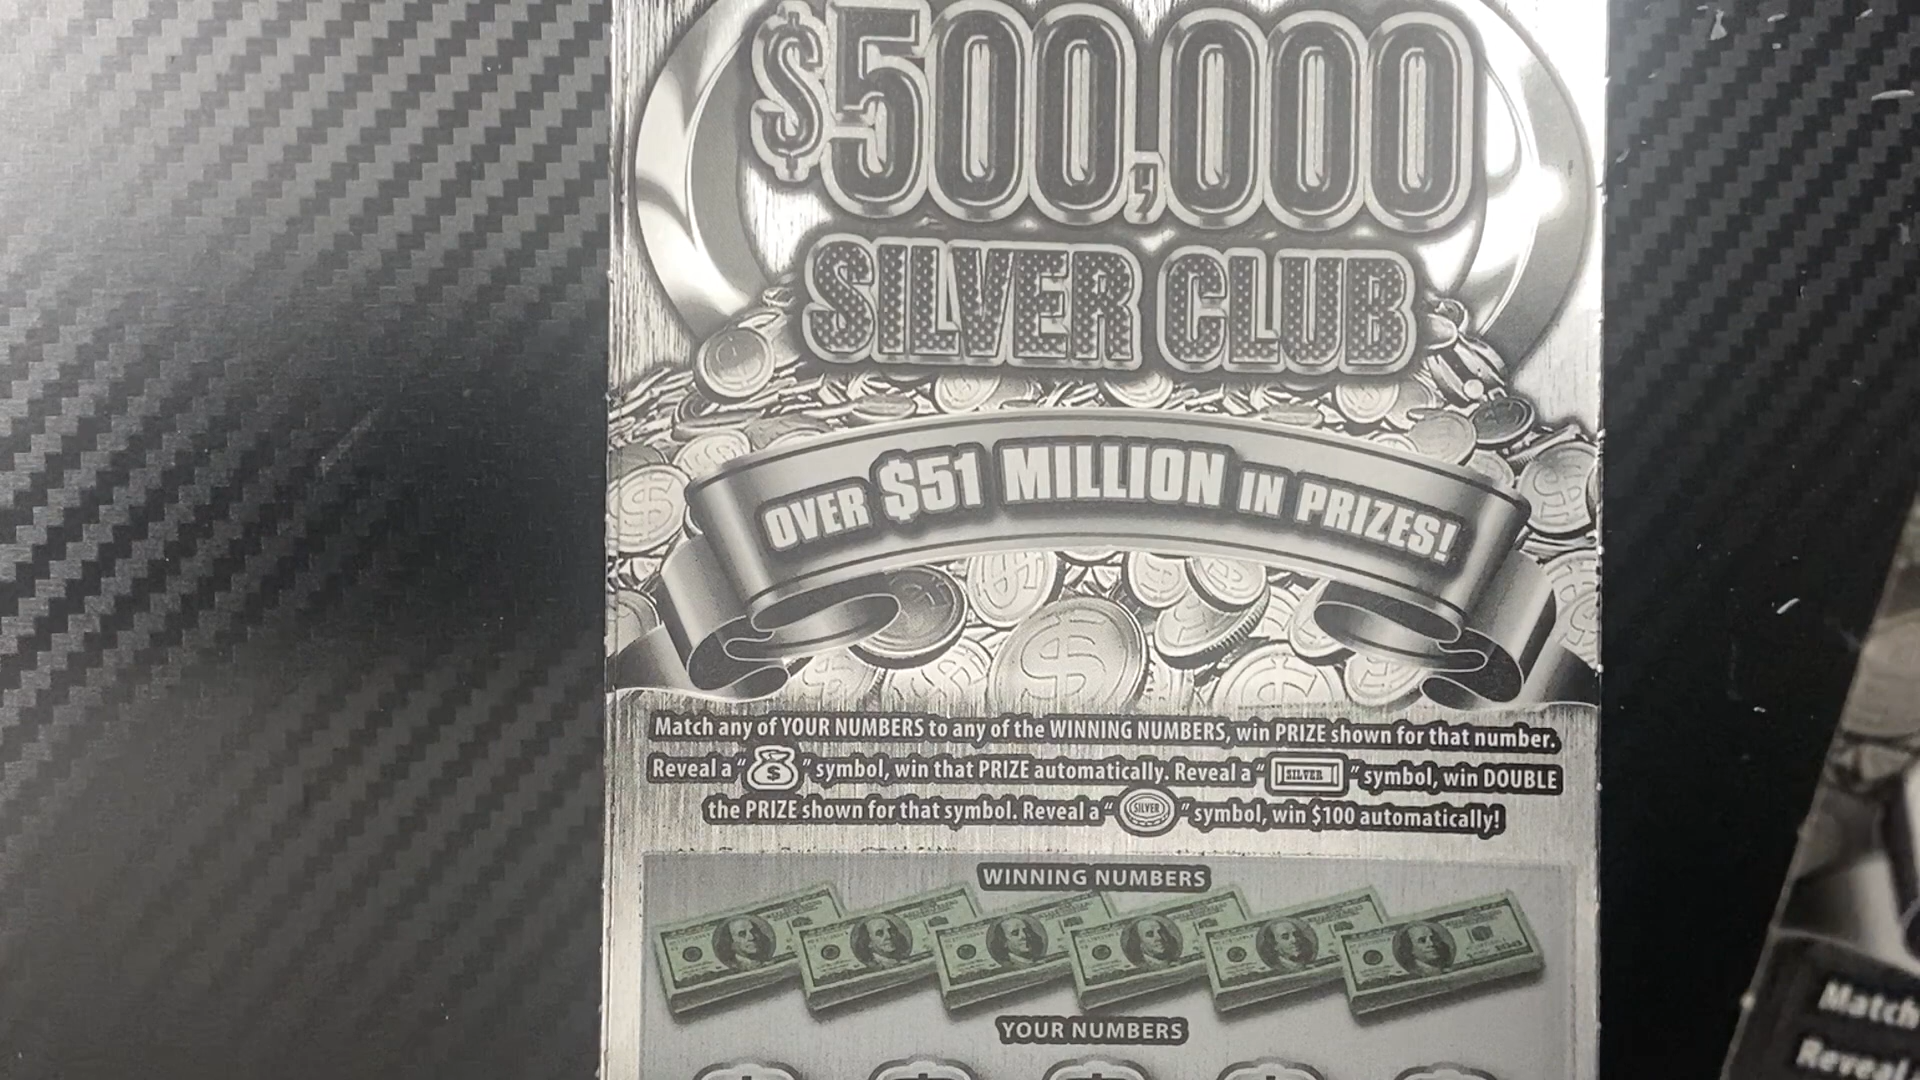 $500,000
SILVER CLUB
OVER $51 MILLION IN PRIZES!
Match any of YOUR NUMBERS to any of the WINNING NUMBERS, win PRIZE shown for that number.
Reveal a "$" symbol, win that PRIZE automatically. Reveal a "SILVER" symbol, win DOUBLE
the PRIZE shown for that symbol. Reveal a "SILVER" symbol, win $100 automatically!
WINNING NUMBERS
YOUR NUMBERS
Match
Reveal